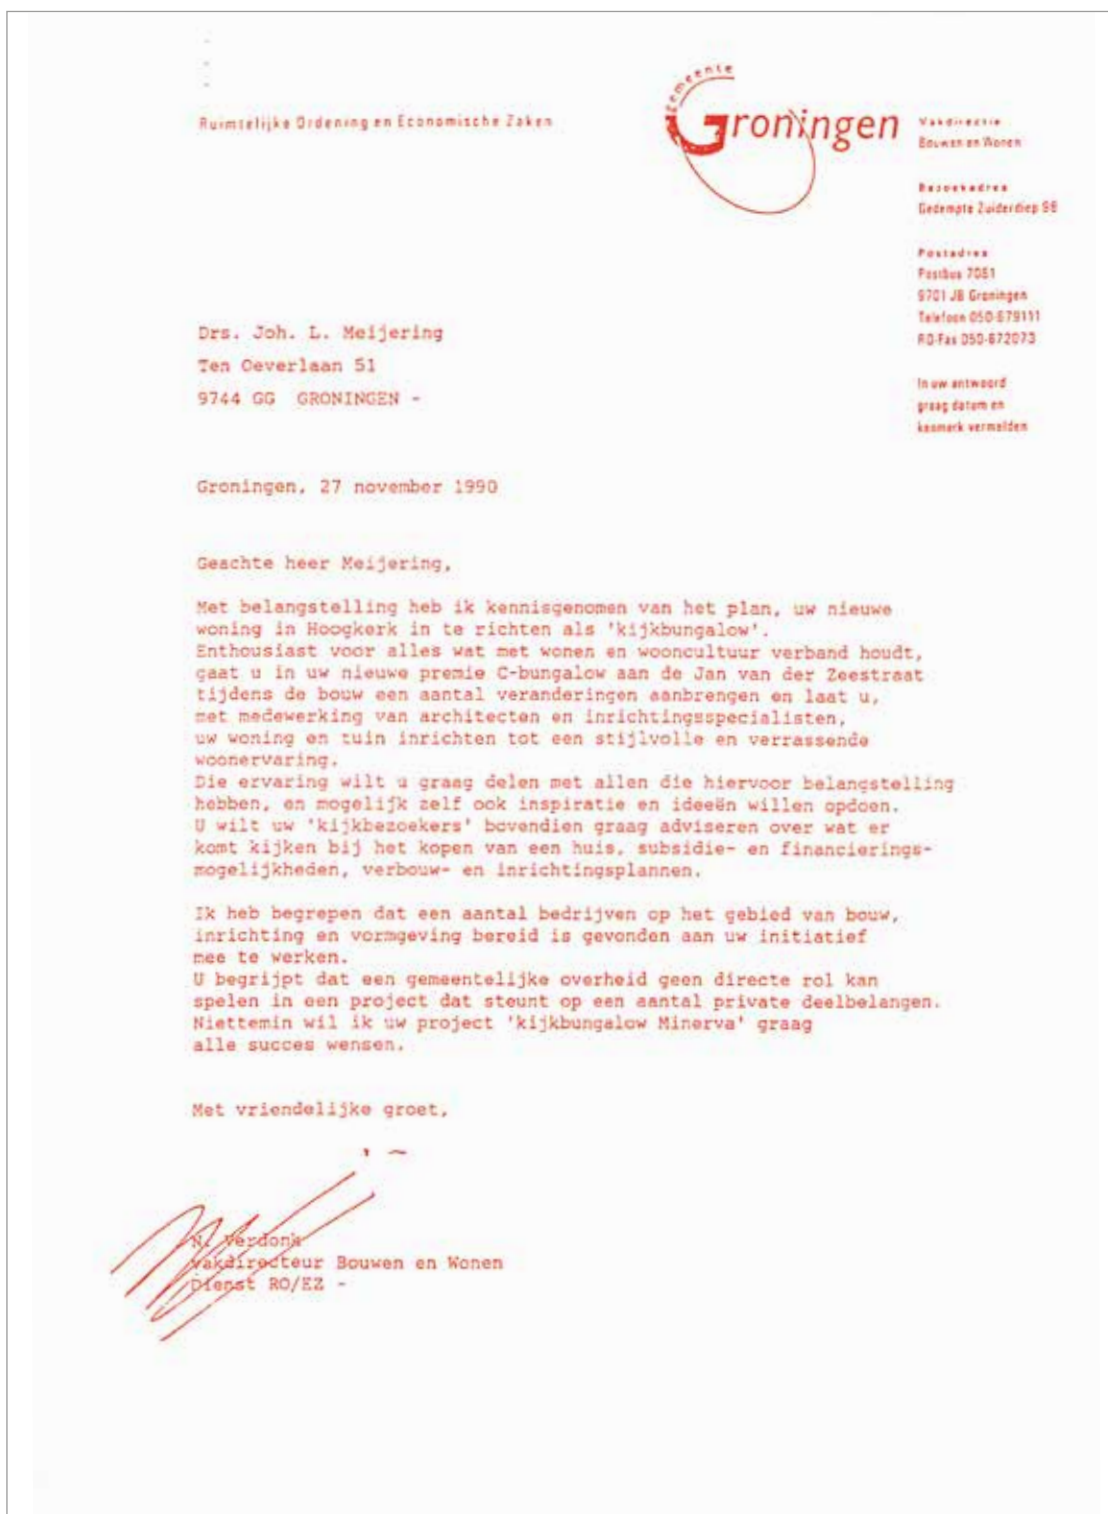 Ruimtelijke Ordening en Economische Zaken
gemeente
Groningen
Vakdirectie
Bouwen en Wonen
Bezoekadres
Gedempte Zuiderdiep 98
Postadres
Postbus 7081
9701 JB Groningen
Telefoon 050-679111
RO-Fax 050-672073
In uw antwoord
graag datum en
kenmerk vermelden
Drs. Joh. L. Meijering
Ten Oeverlaan 51
9744 GG GRONINGEN -
Groningen, 27 november 1990
Geachte heer Meijering,
Met belangstelling heb ik kennisgenomen van het plan, uw nieuwe
woning in Hoogkerk in te richten als 'kijkbungalow'.
Enthousiast voor alles wat met wonen en wooncultuur verband houdt,
gaat u in uw nieuwe premie C-bungalow aan de Jan van der Zeestraat
tijdens de bouw een aantal veranderingen aanbrengen en laat u,
met medewerking van architecten en inrichtingsspecialisten,
uw woning en tuin inrichten tot een stijlvolle en verrassende
woonervaring.
Die ervaring wilt u graag delen met allen die hiervoor belangstelling
hebben, en mogelijk zelf ook inspiratie en ideeën willen opdoen.
U wilt uw 'kijkbezoekers' bovendien graag adviseren over wat er
komt kijken bij het kopen van een huis, subsidie- en financierings-
mogelijkheden, verbouw- en inrichtingsplannen.
Ik heb begrepen dat een aantal bedrijven op het gebied van bouw,
inrichting en vormgeving bereid is gevonden aan uw initiatief
mee te werken.
U begrijpt dat een gemeentelijke overheid geen directe rol kan
spelen in een project dat steunt op een aantal private deelbelangen.
Niettemin wil ik uw project 'kijkbungalow Minerva' graag
alle succes wensen.
Met vriendelijke groet,
N. Verdonk
Vakdirecteur Bouwen en Wonen
Dienst RO/EZ -